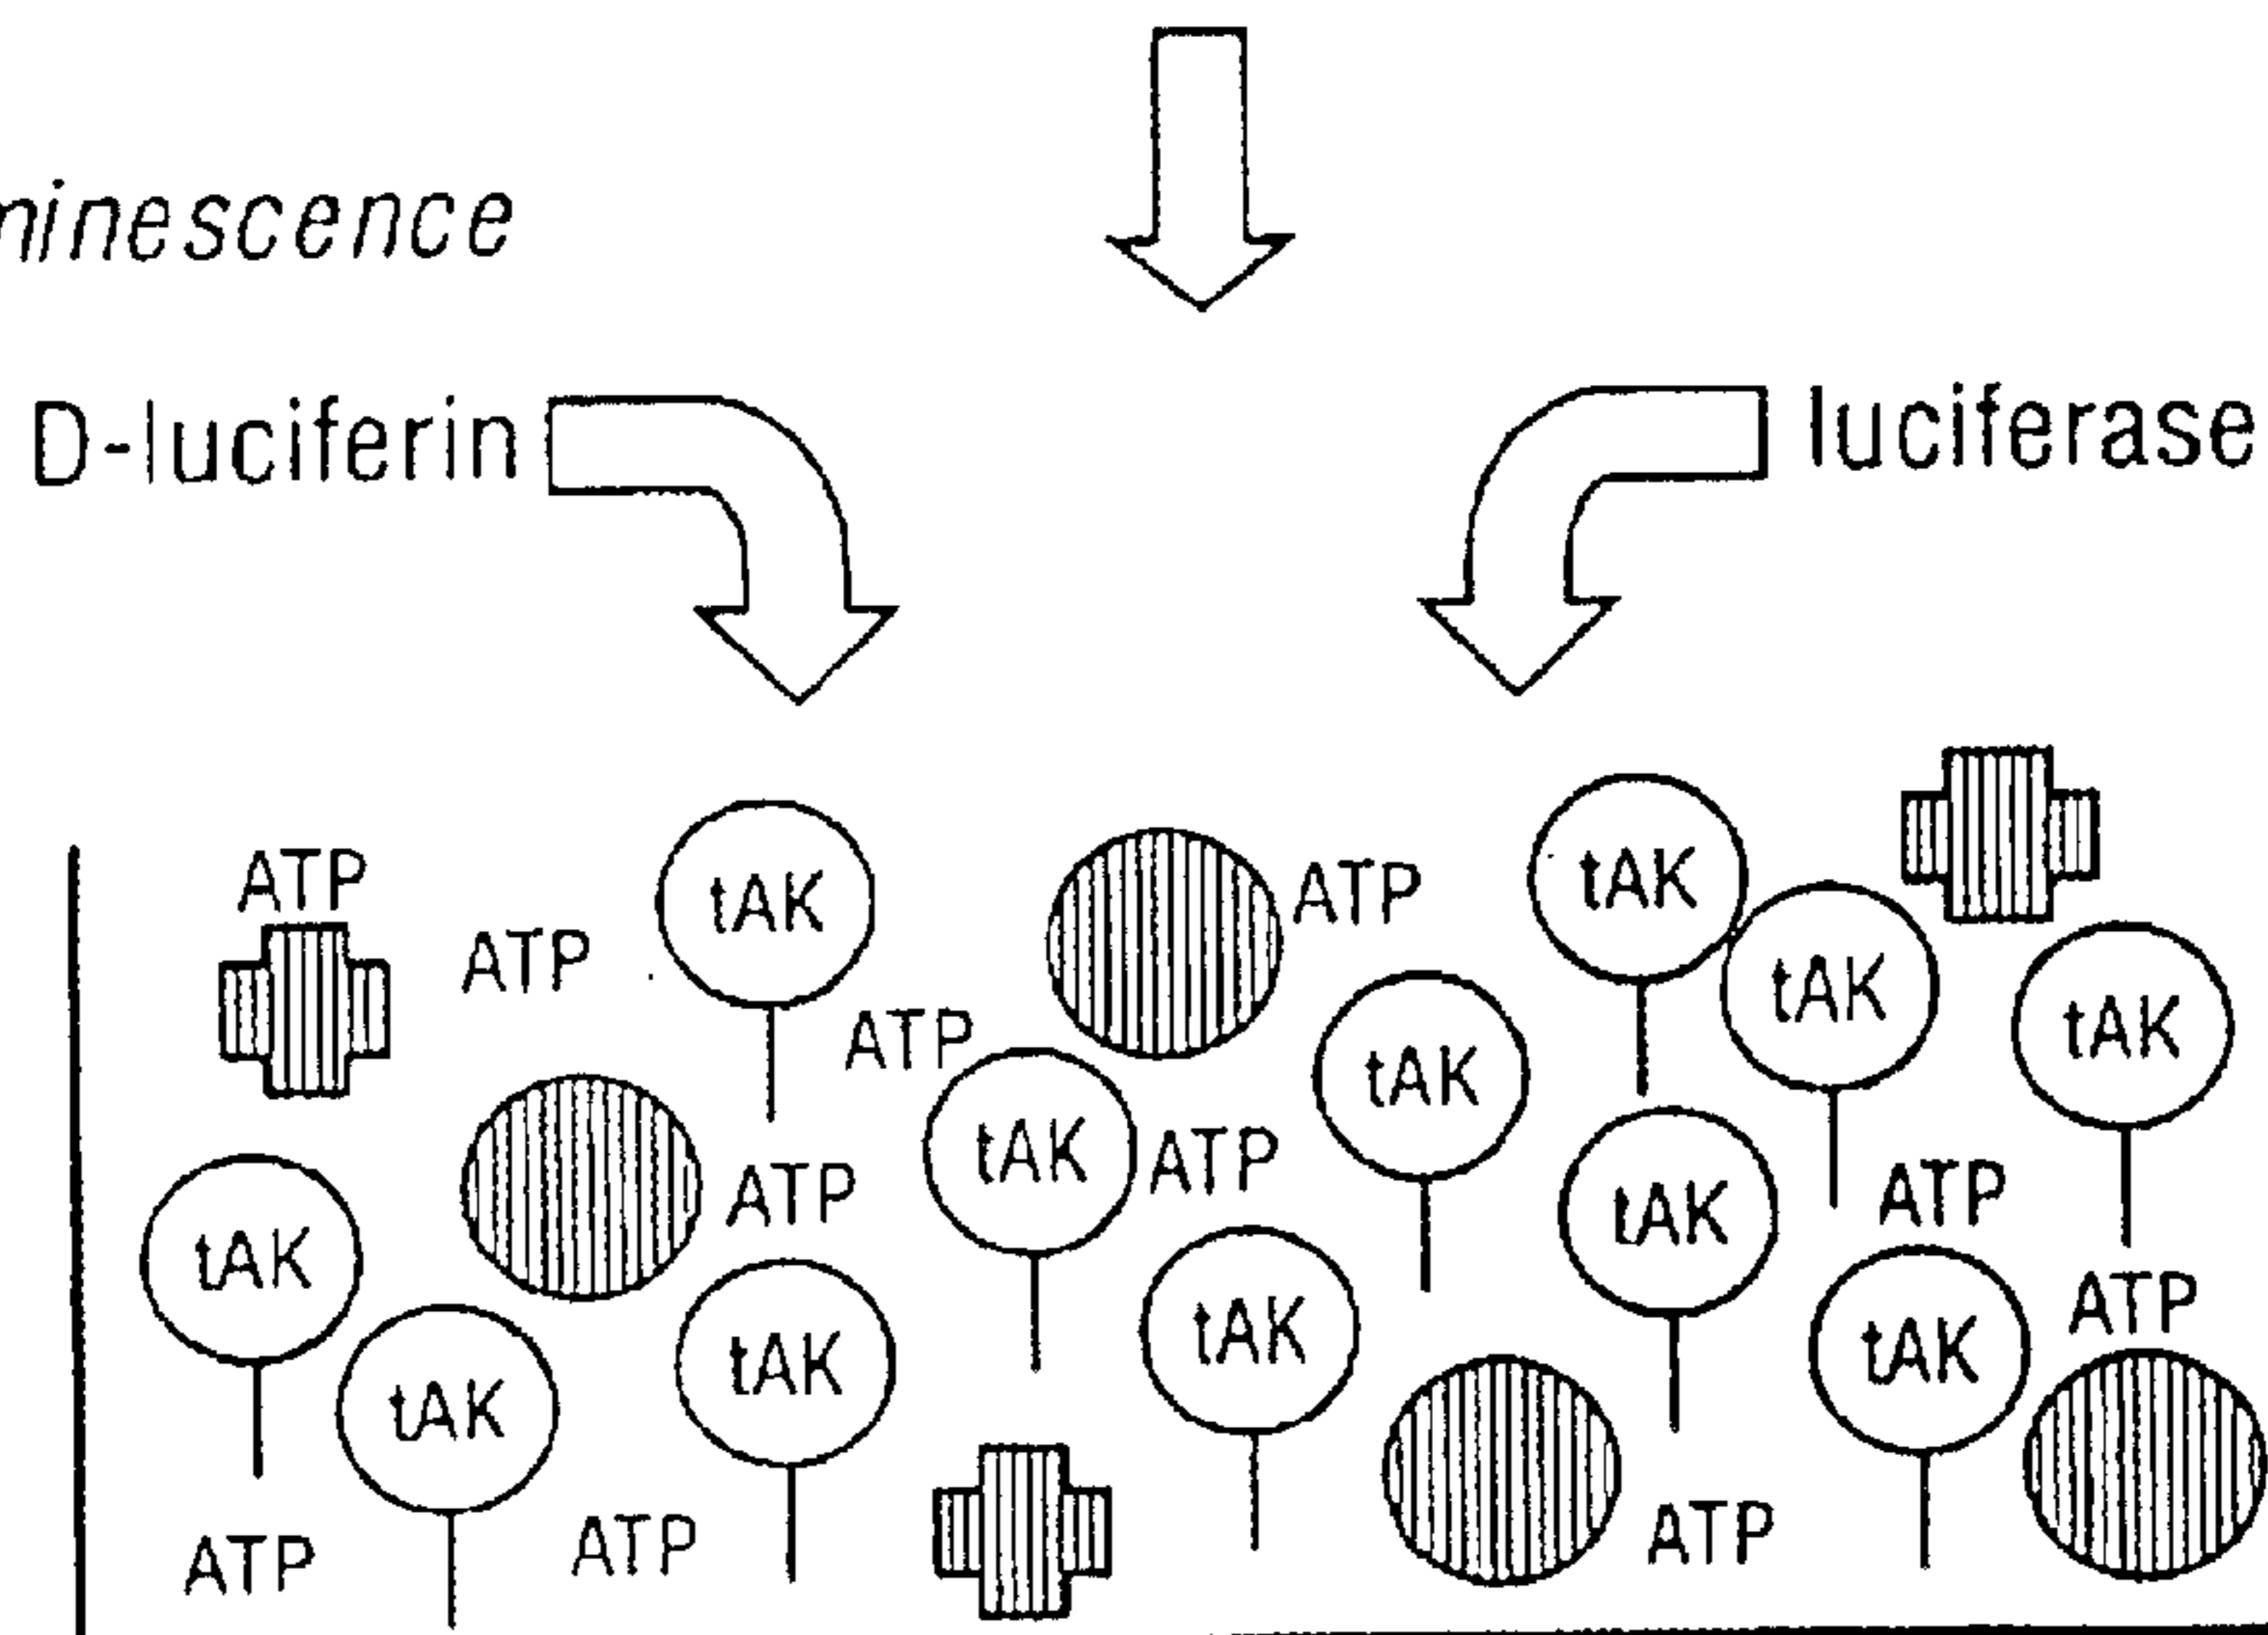 minescence
D-luciferin luciferase
ATP tAK ATP tAK
ATP tAK tAK
ATP tAK
tAK ATP tAK ATP
ATP tAK
tAK tAK tAK tAK ATP
tAK
ATP ATP ATP